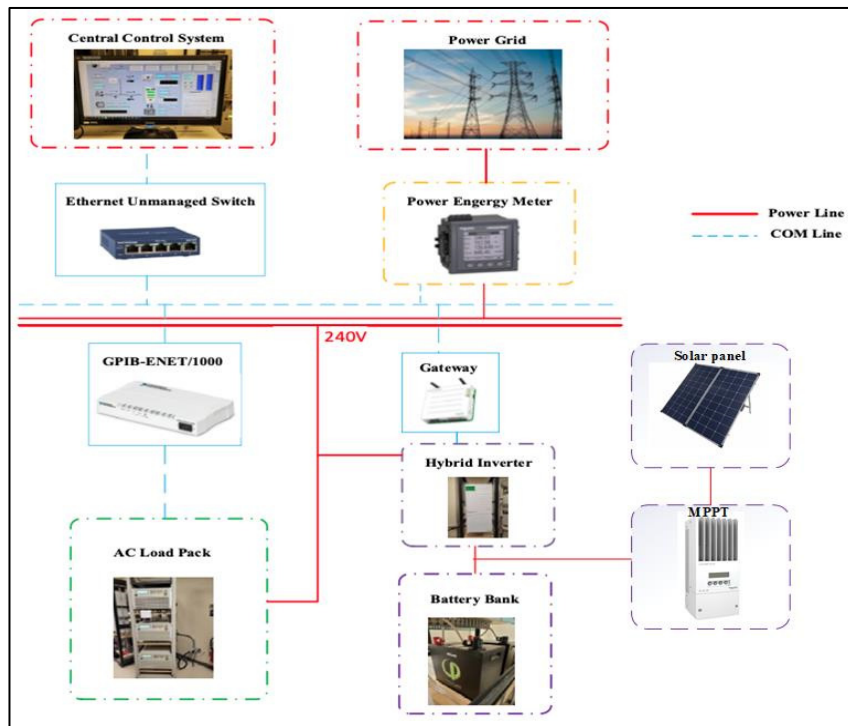 Central Control System
Power Grid
Ethernet Unmanaged Switch
Power Engergy Meter
Power Line
COM Line
240V
GPIB-ENET/1000
Gateway
Solar panel
Hybrid Inverter
MPPT
AC Load Pack
Battery Bank